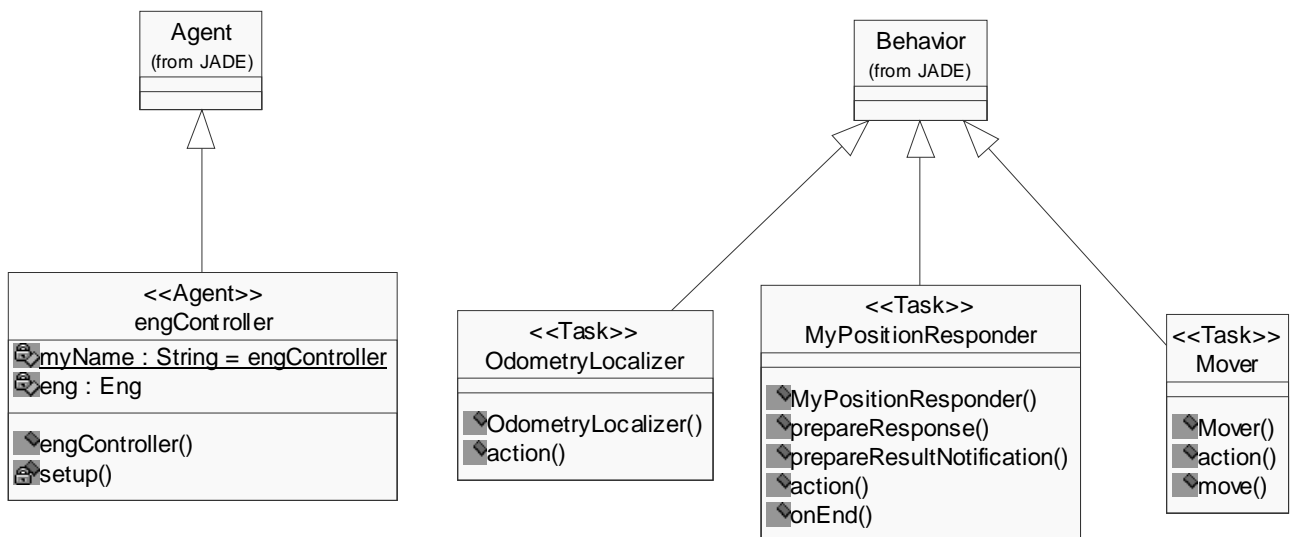 Agent
(from JADE)
<<Agent>>
engController
myName : String = engController
eng : Eng
engController()
setup()
Behavior
(from JADE)
<<Task>>
OdometryLocalizer
OdometryLocalizer()
action()
<<Task>>
MyPositionResponder
MyPositionResponder()
prepareResponse()
prepareResultNotification()
action()
onEnd()
<<Task>>
Mover
Mover()
action()
move()